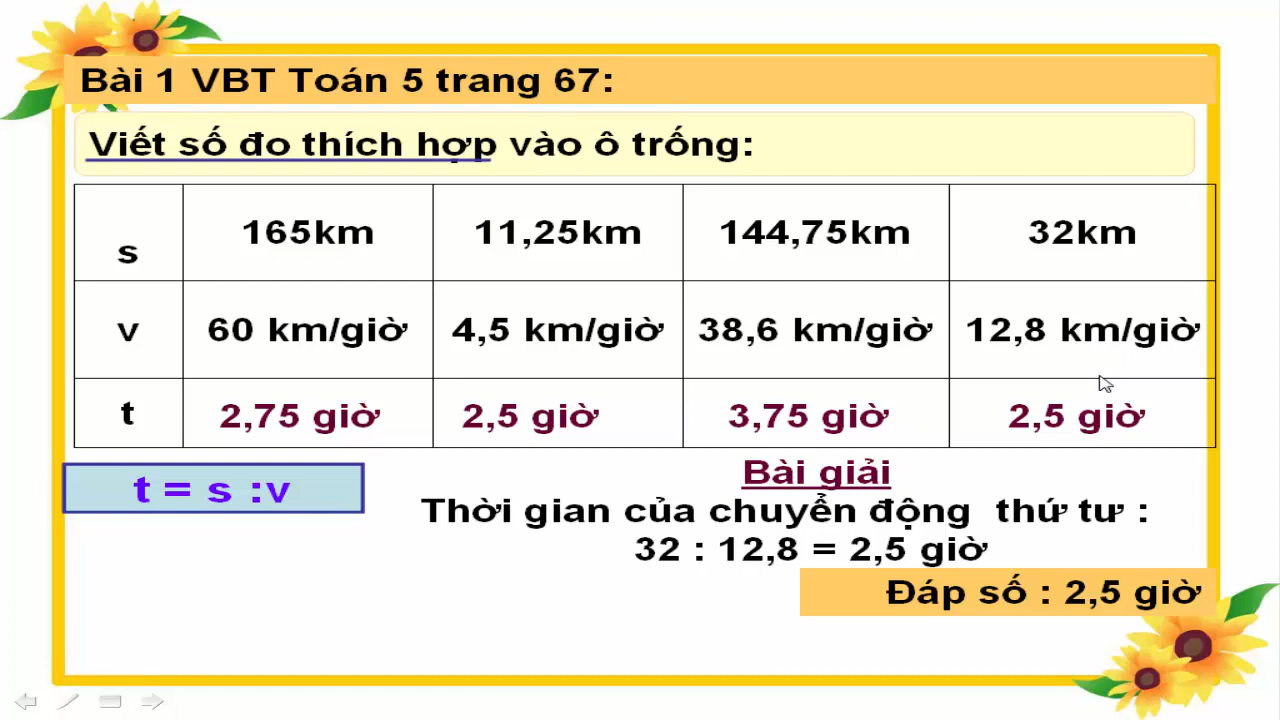 Bài 1 VBT Toán 5 trang 67:
Viết số đo thích hợp vào ô trống:
s 165km 11,25km 144,75km 32km
v 60 km/giờ 4,5 km/giờ 38,6 km/giờ 12,8 km/giờ
t 2,75 giờ 2,5 giờ 3,75 giờ 2,5 giờ
t = s :v
Bài giải
Thời gian của chuyển động thứ tư :
32 : 12,8 = 2,5 giờ
Đáp số : 2,5 giờ